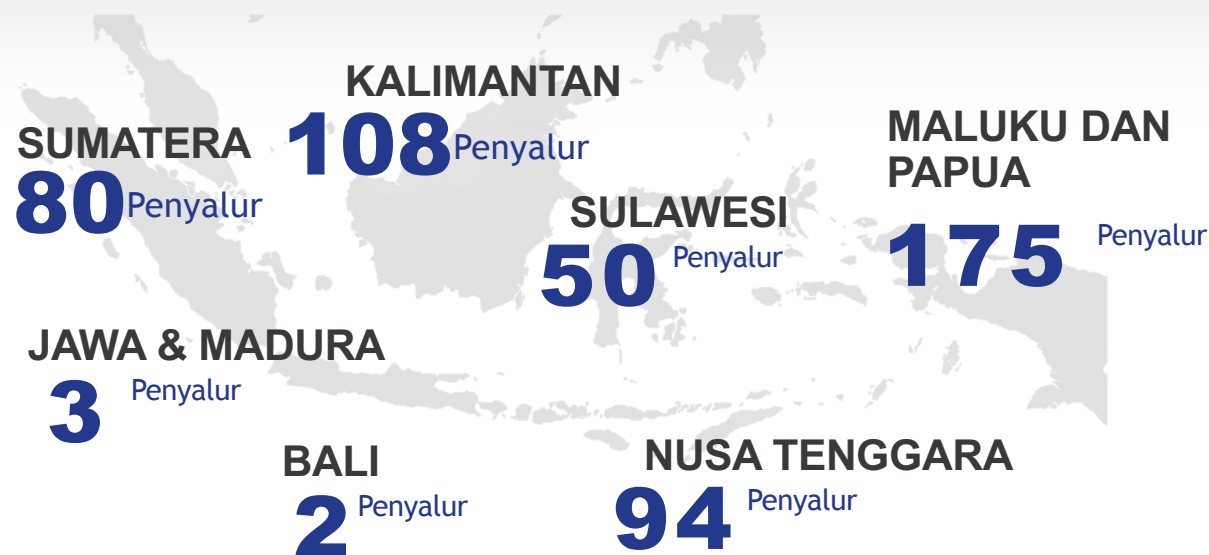 KALIMANTAN
108 Penyalur
SUMATERA
80 Penyalur
MALUKU DAN
PAPUA
175 Penyalur
SULAWESI
50 Penyalur
JAWA & MADURA
3 Penyalur
BALI
2 Penyalur
NUSA TENGGARA
94 Penyalur